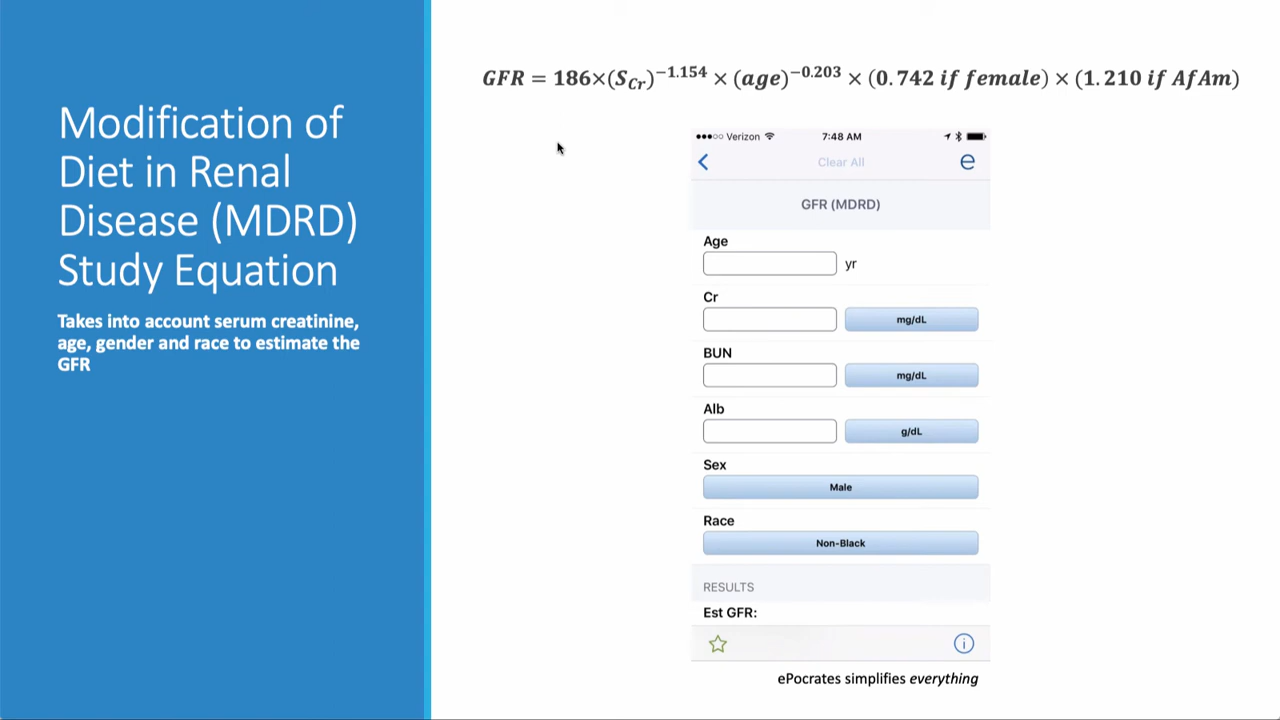 Modification of
Diet in Renal
Disease (MDRD)
Study Equation
Takes into account serum creatinine,
age, gender and race to estimate the
GFR
GFR = 186×(S_Cr)^−1.154 × (age)^−0.203 × (0.742 if female) × (1.210 if AfAm)
Verizon 7:48 AM
Clear All e
GFR (MDRD)
Age
yr
Cr
mg/dL
BUN
mg/dL
Alb
g/dL
Sex
Male
Race
Non-Black
RESULTS
Est GFR:
i
ePocrates simplifies everything